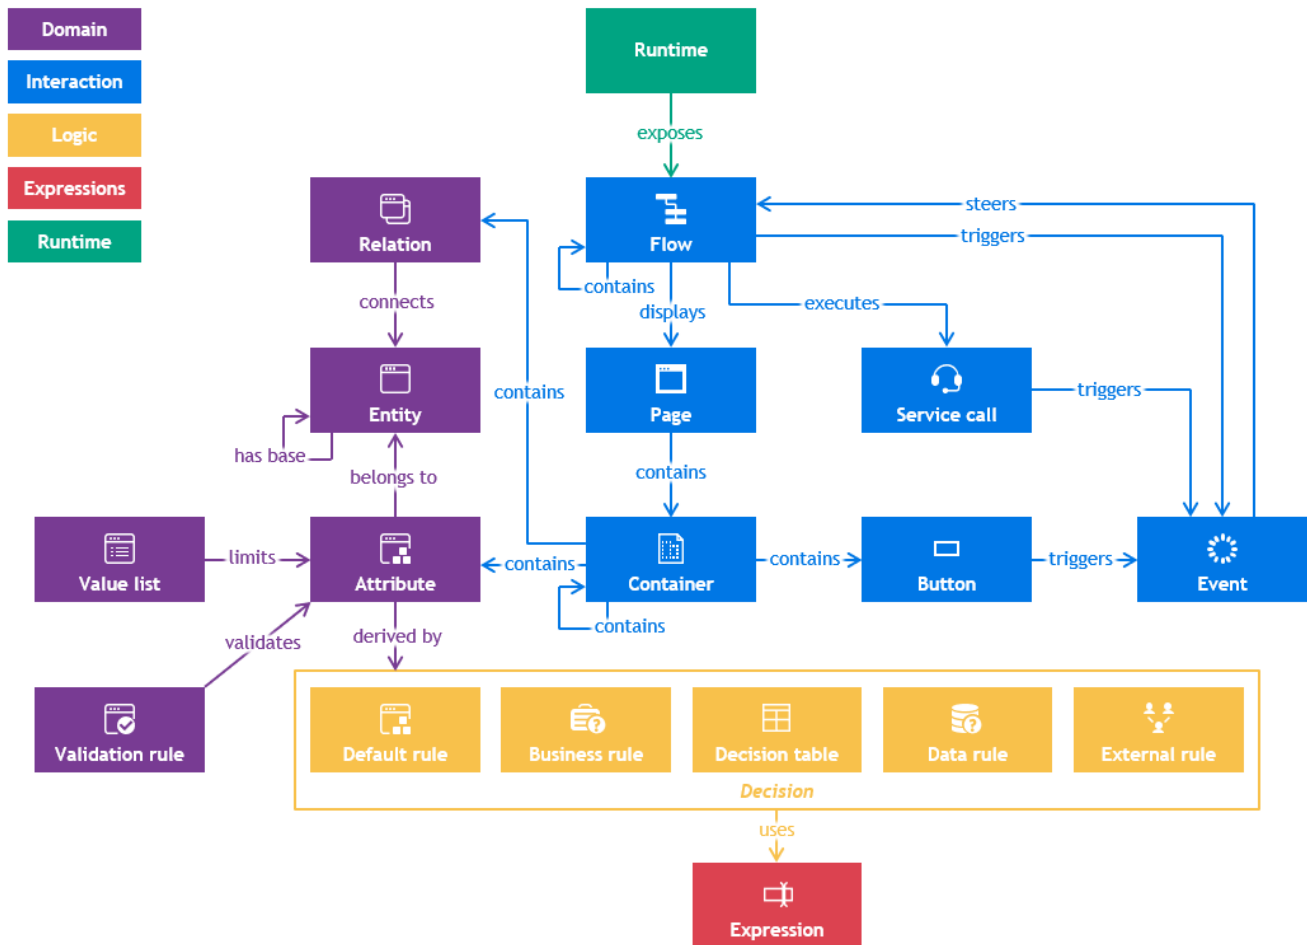 Domain
Interaction
Logic
Expressions
Runtime
Runtime
exposes
Relation
Flow
steers
triggers
contains
connects
displays
executes
Entity
Page
Service call
triggers
contains
has base
belongs to
contains
Value list
limits
Attribute
contains
Container
contains
Button
triggers
Event
contains
validates
derived by
Validation rule
Default rule
Business rule
Decision table
Data rule
External rule
Decision
uses
Expression